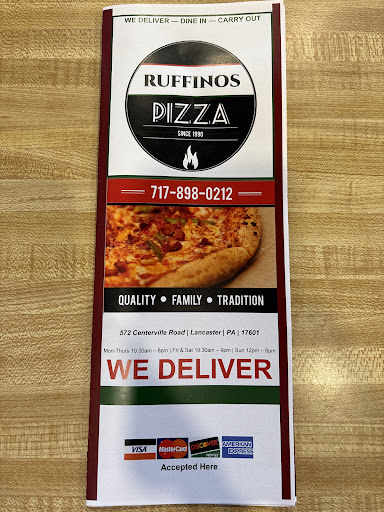 WE DELIVER — DINE IN — CARRY OUT
RUFFINOS
PIZZA
SINCE 1990
717-898-0212
QUALITY • FAMILY • TRADITION
572 Centerville Road | Lancaster | PA | 17601
Mon-Thurs 10:30am – 8pm | Fri & Sat 10:30am – 9pm | Sun 12pm – 8pm
WE DELIVER
VISA MasterCard DISCOVER AMERICAN EXPRESS
Accepted Here